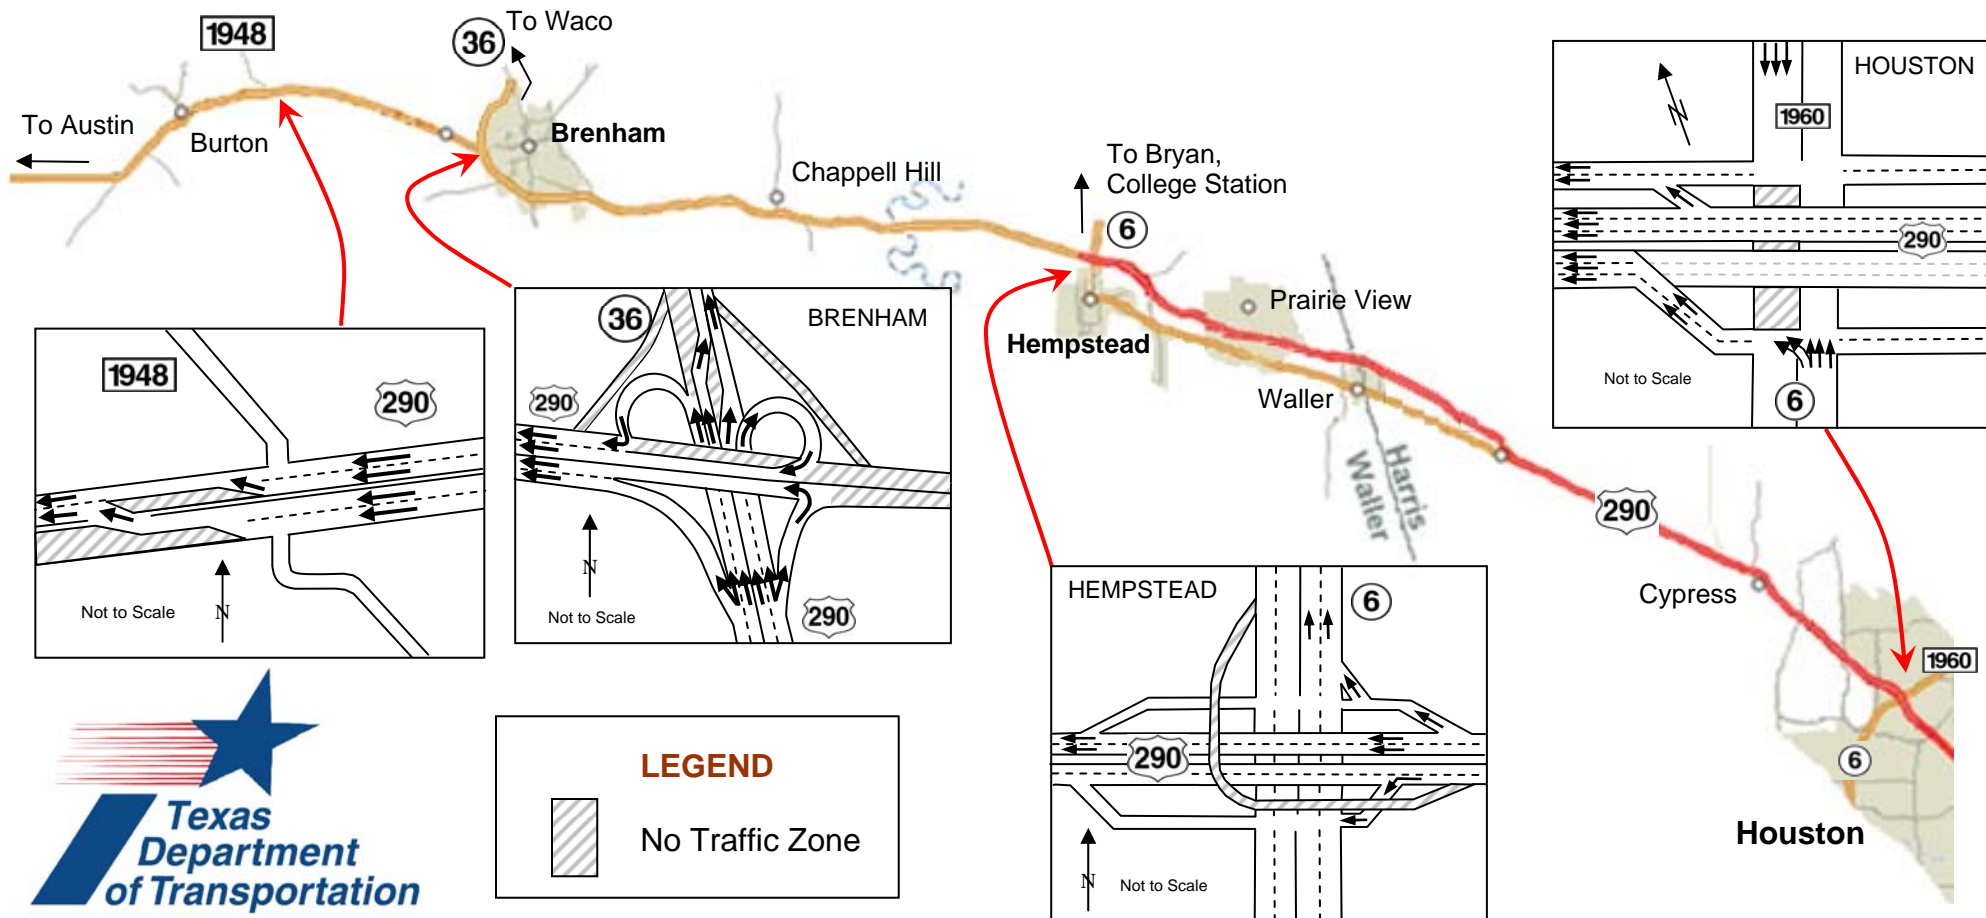 1948
36
To Waco
To Austin
Burton
Brenham
Chappell Hill
To Bryan,
College Station
6
Hempstead
Prairie View
Waller
Harris
Waller
290
Cypress
1960
6
Houston
1948
290
N
Not to Scale
36
BRENHAM
290
N
Not to Scale
290
HEMPSTEAD
6
290
N
Not to Scale
HOUSTON
N
1960
290
Not to Scale
6
LEGEND
No Traffic Zone
Texas
Department
of Transportation